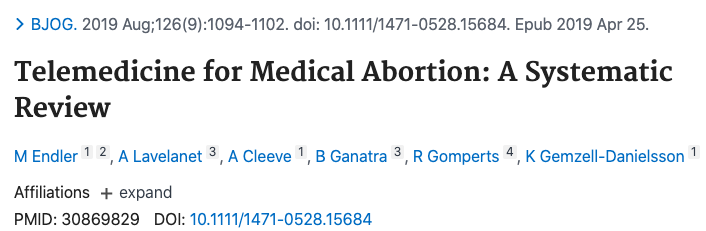 > BJOG. 2019 Aug;126(9):1094-1102. doi: 10.1111/1471-0528.15684. Epub 2019 Apr 25.
Telemedicine for Medical Abortion: A Systematic
Review
M Endler 1 2, A Lavelanet 3, A Cleeve 1, B Ganatra 3, R Gomperts 4, K Gemzell-Danielsson 1
Affiliations + expand
PMID: 30869829 DOI: 10.1111/1471-0528.15684